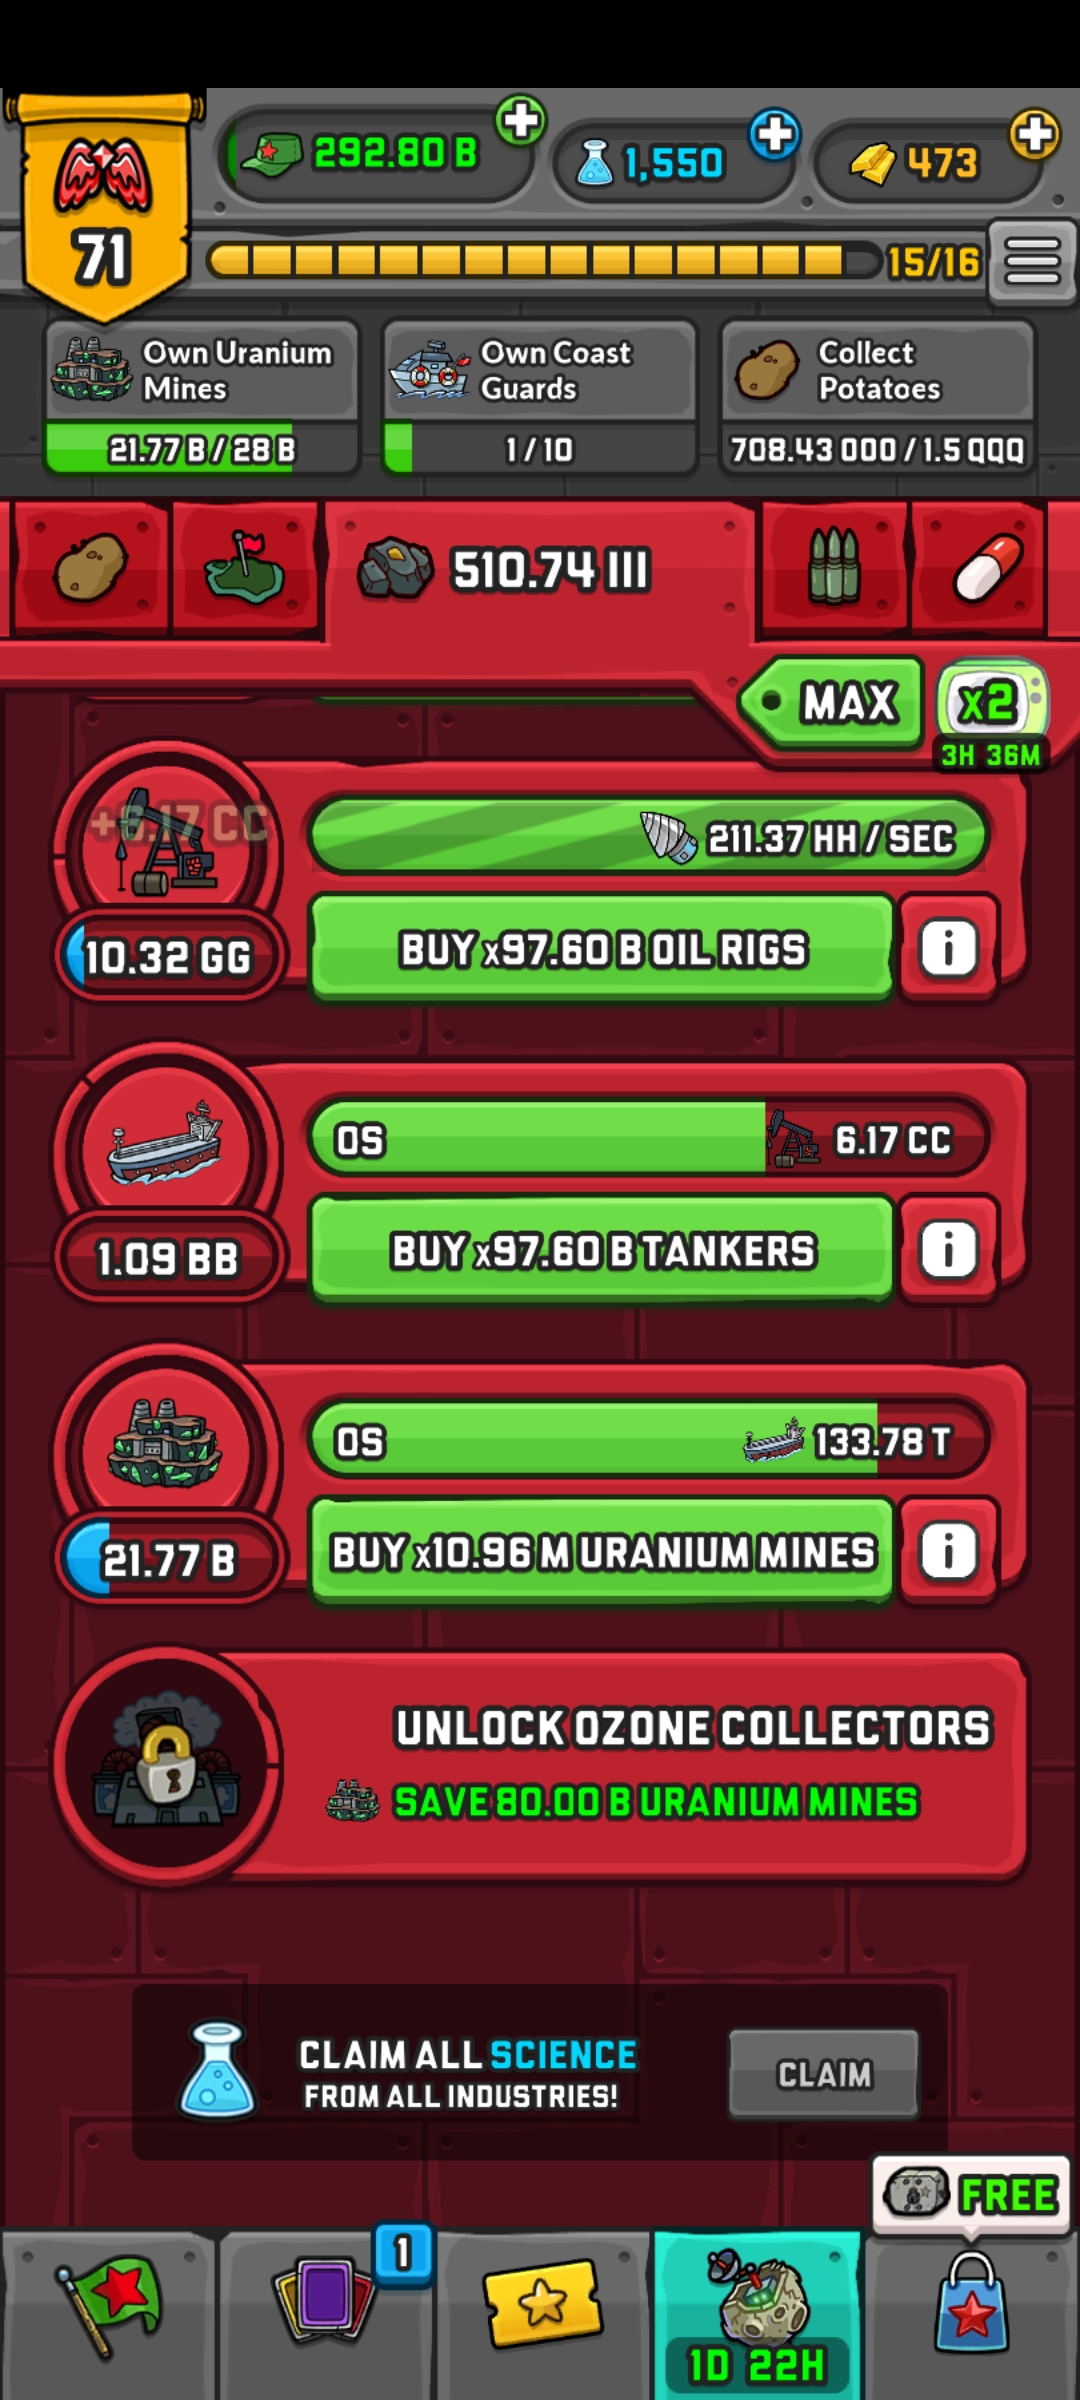 71
292.80 B
1,550
473
15/16
Own Uranium
Mines
21.77 B / 28 B
Own Coast
Guards
1 / 10
Collect
Potatoes
708.43 OOO / 1.5 QQQ
510.74 III
MAX
x2
3H 36M
+6.17 CC
211.37 HH / SEC
10.32 GG
BUY x97.60 B OIL RIGS
i
0S
6.17 CC
1.09 BB
BUY x97.60 B TANKERS
i
0S
133.78 T
21.77 B
BUY x10.96 M URANIUM MINES
i
UNLOCK OZONE COLLECTORS
SAVE 80.00 B URANIUM MINES
CLAIM ALL SCIENCE
FROM ALL INDUSTRIES!
CLAIM
FREE
1
1D 22H